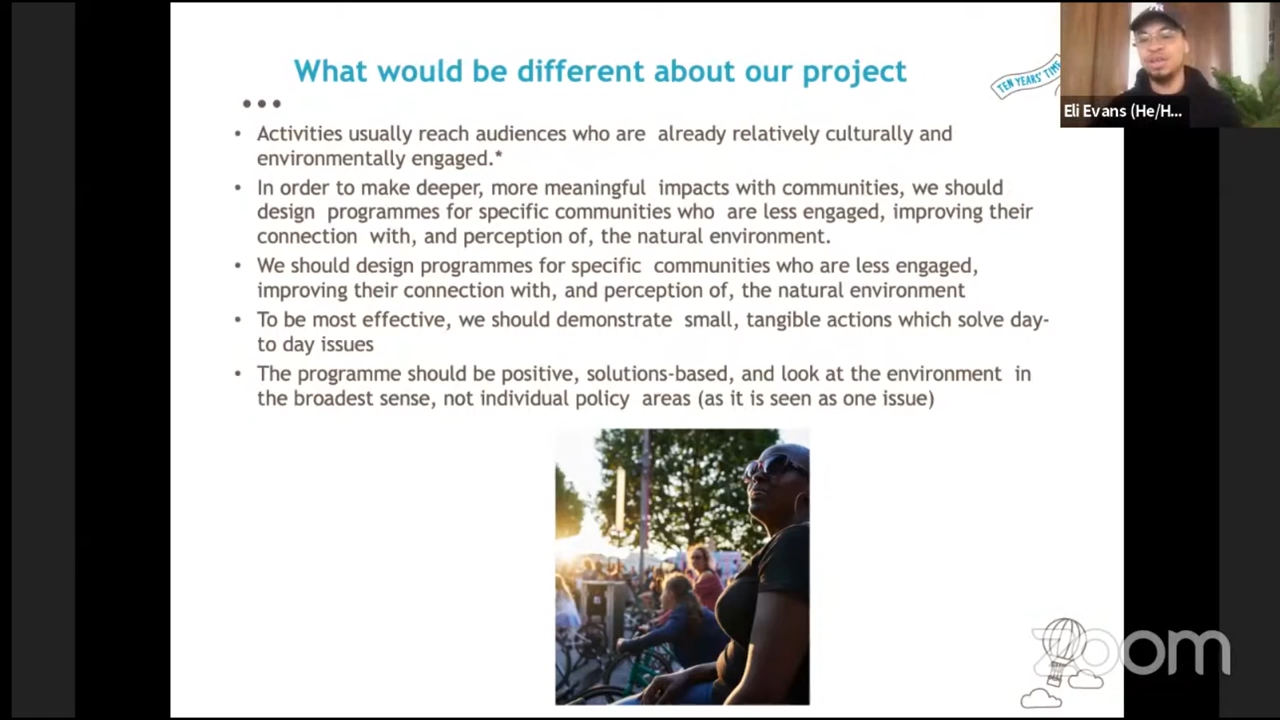 What would be different about our project
TEN YEARS' TIME
Eli Evans (He/H...
• Activities usually reach audiences who are already relatively culturally and
environmentally engaged.*
• In order to make deeper, more meaningful impacts with communities, we should
design programmes for specific communities who are less engaged, improving their
connection with, and perception of, the natural environment.
• We should design programmes for specific communities who are less engaged,
improving their connection with, and perception of, the natural environment
• To be most effective, we should demonstrate small, tangible actions which solve day-
to day issues
• The programme should be positive, solutions-based, and look at the environment in
the broadest sense, not individual policy areas (as it is seen as one issue)
zoom